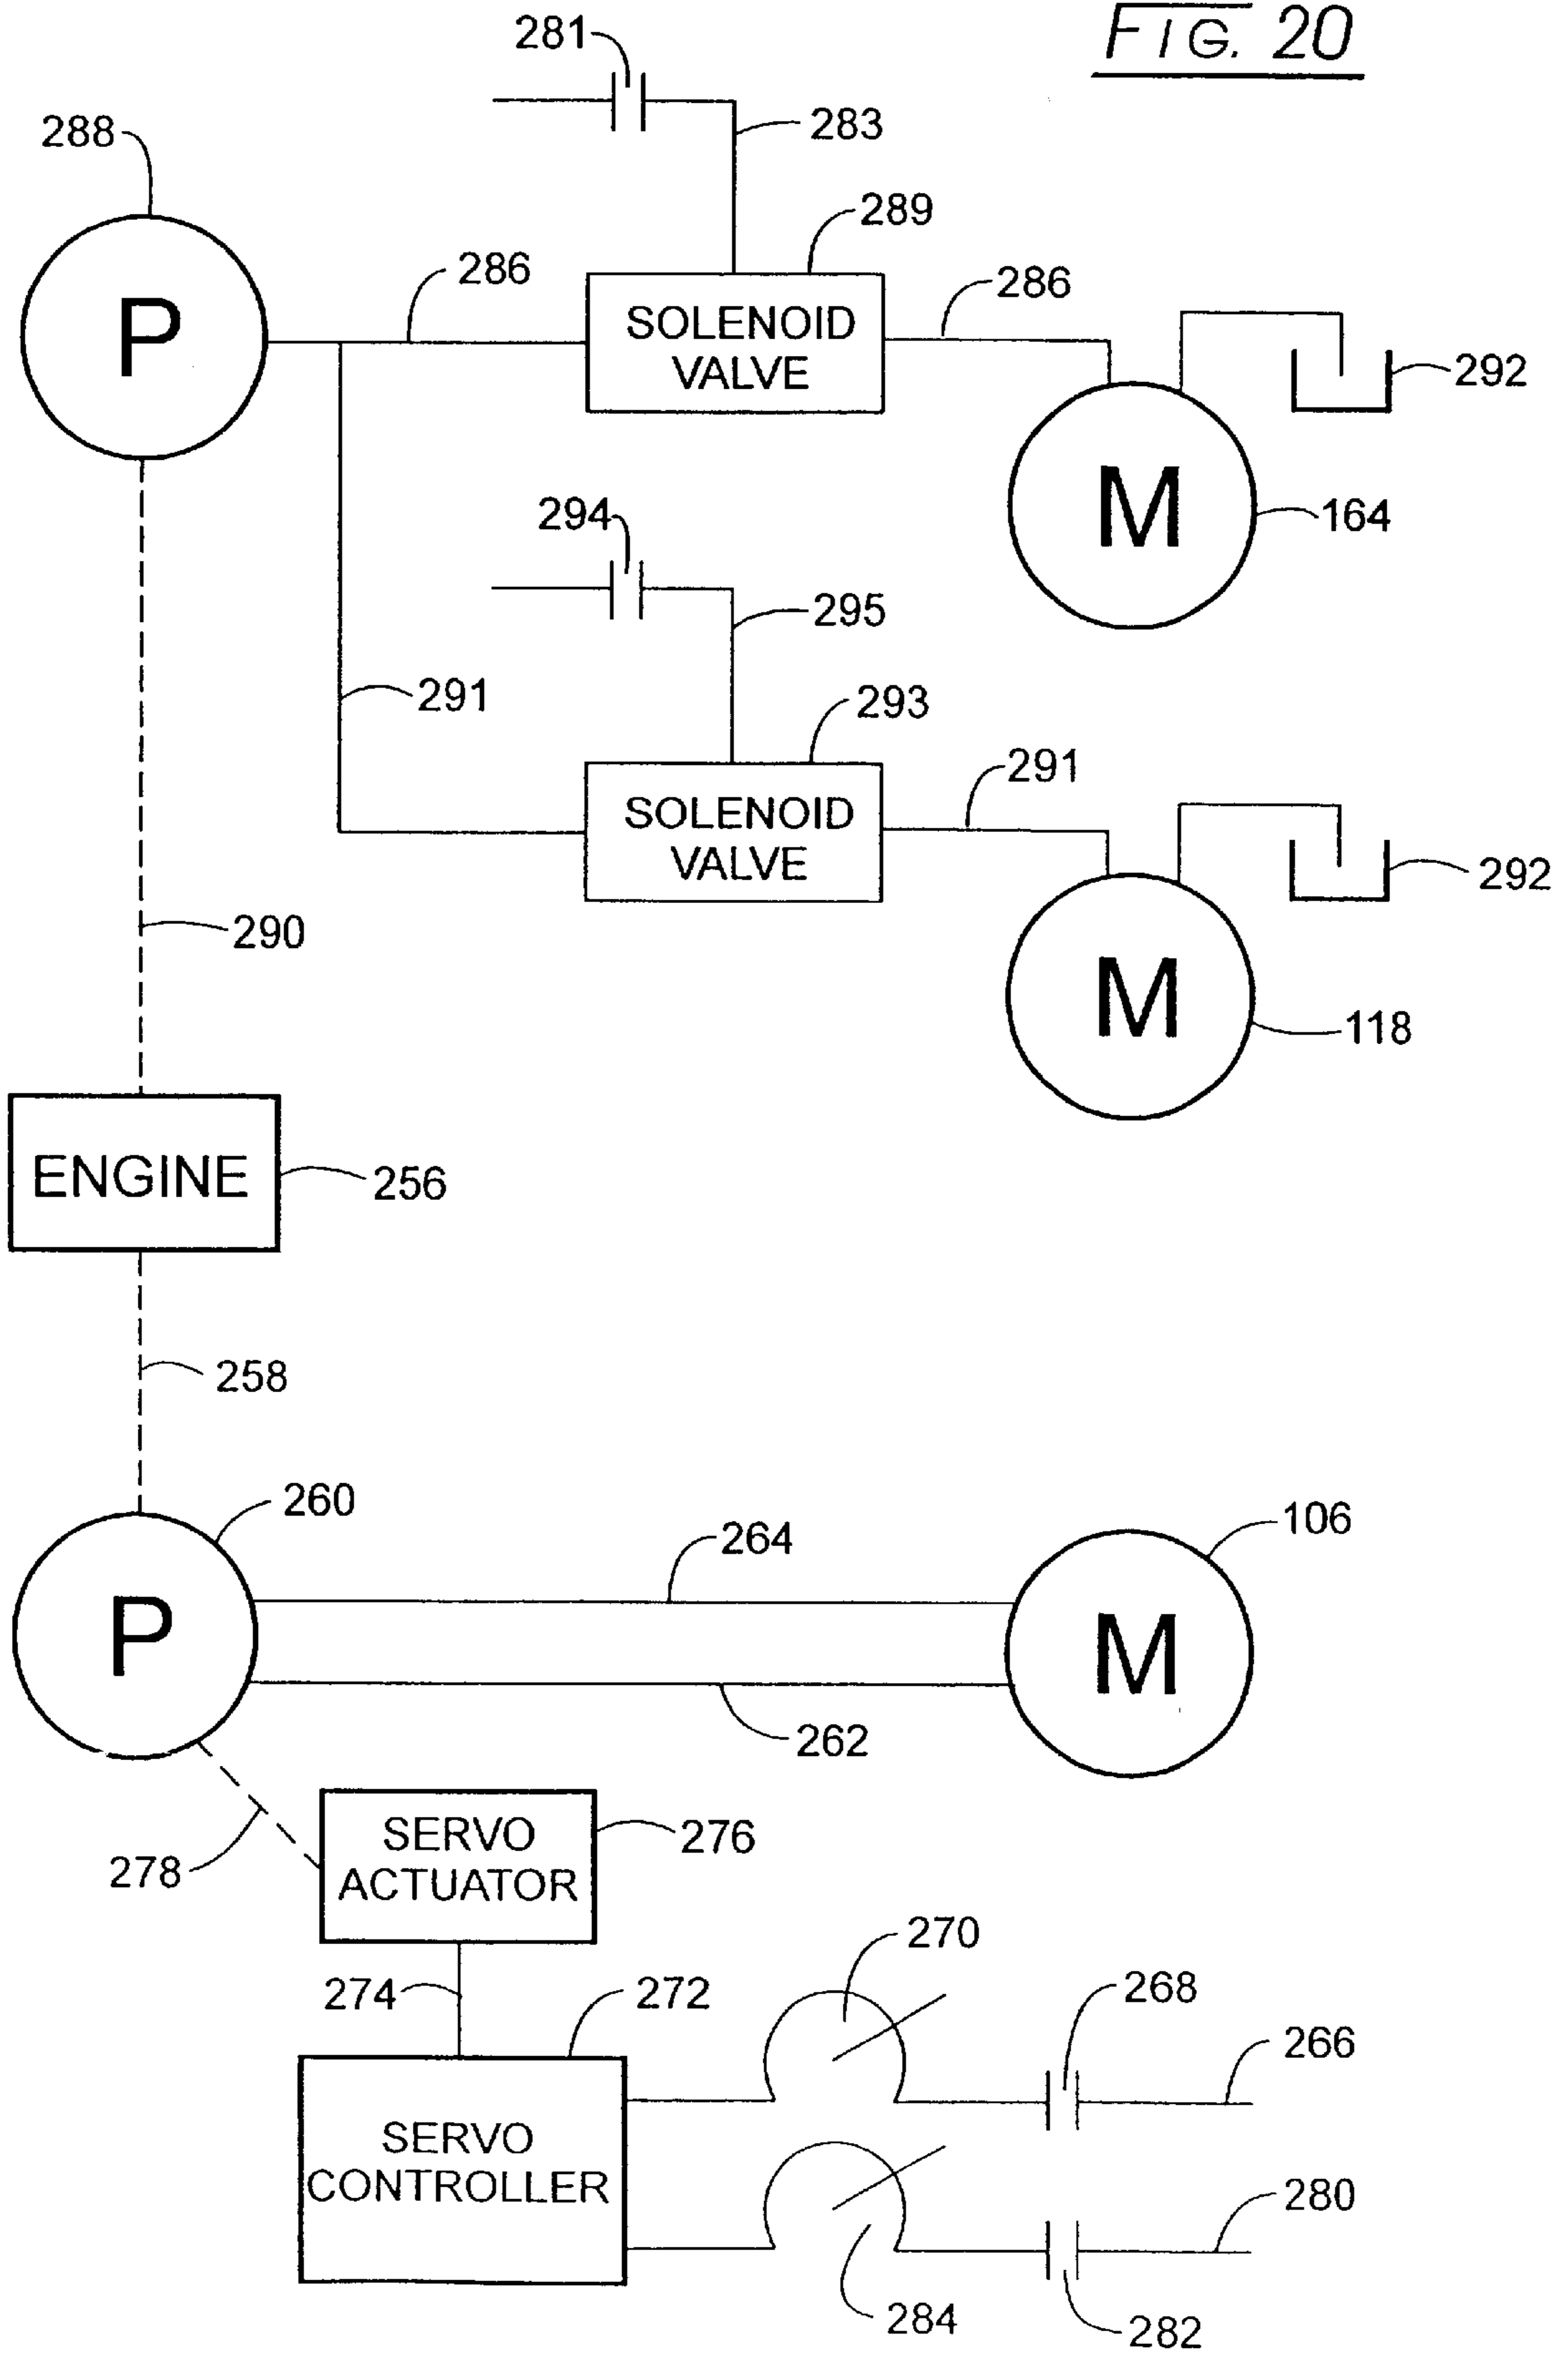 FIG. 20
281
283
288
289
286
286
P
SOLENOID
VALVE
292
M
164
294
295
291
293
291
SOLENOID
VALVE
292
290
M
118
ENGINE
256
258
260
264
106
P
M
262
278
SERVO
ACTUATOR
276
270
274
272
268
266
SERVO
CONTROLLER
280
284
282